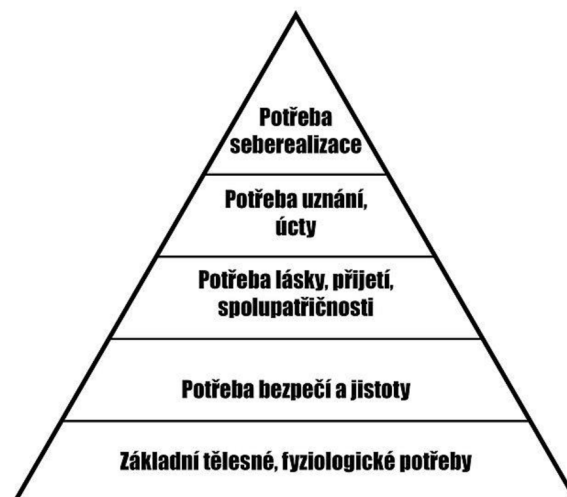 Potřeba
seberealizace
Potřeba uznání,
úcty
Potřeba lásky, přijetí,
spolupatřičnosti
Potřeba bezpečí a jistoty
Základní tělesné, fyziologické potřeby